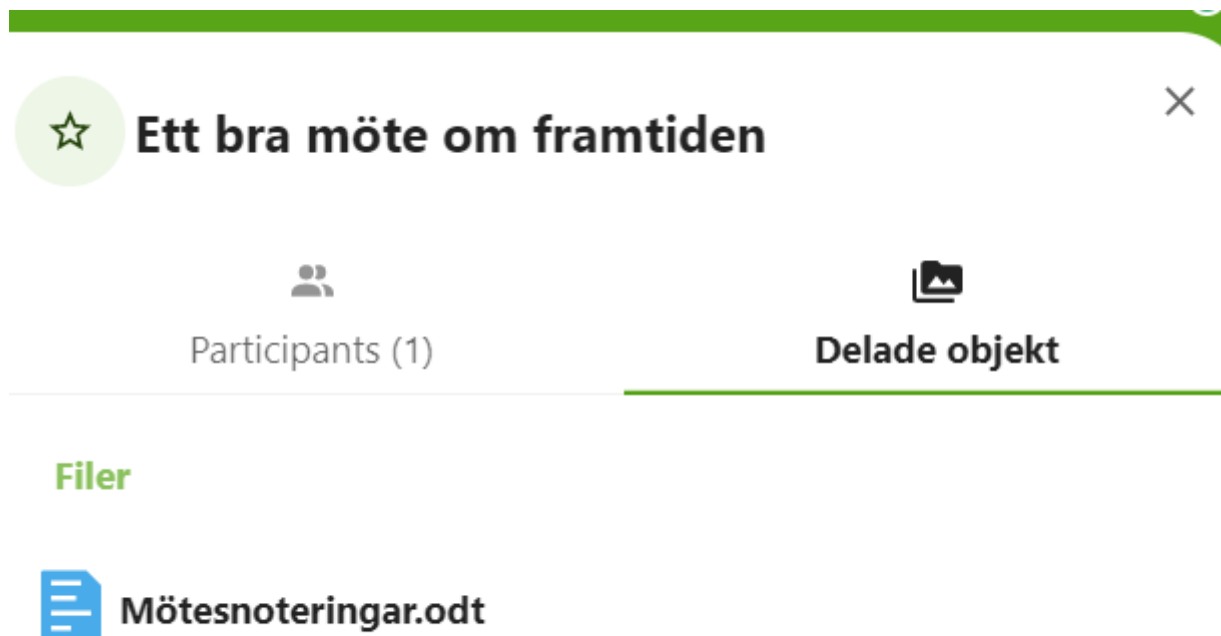 Ett bra möte om framtiden
Participants (1)
Delade objekt
Filer
Mötesnoteringar.odt